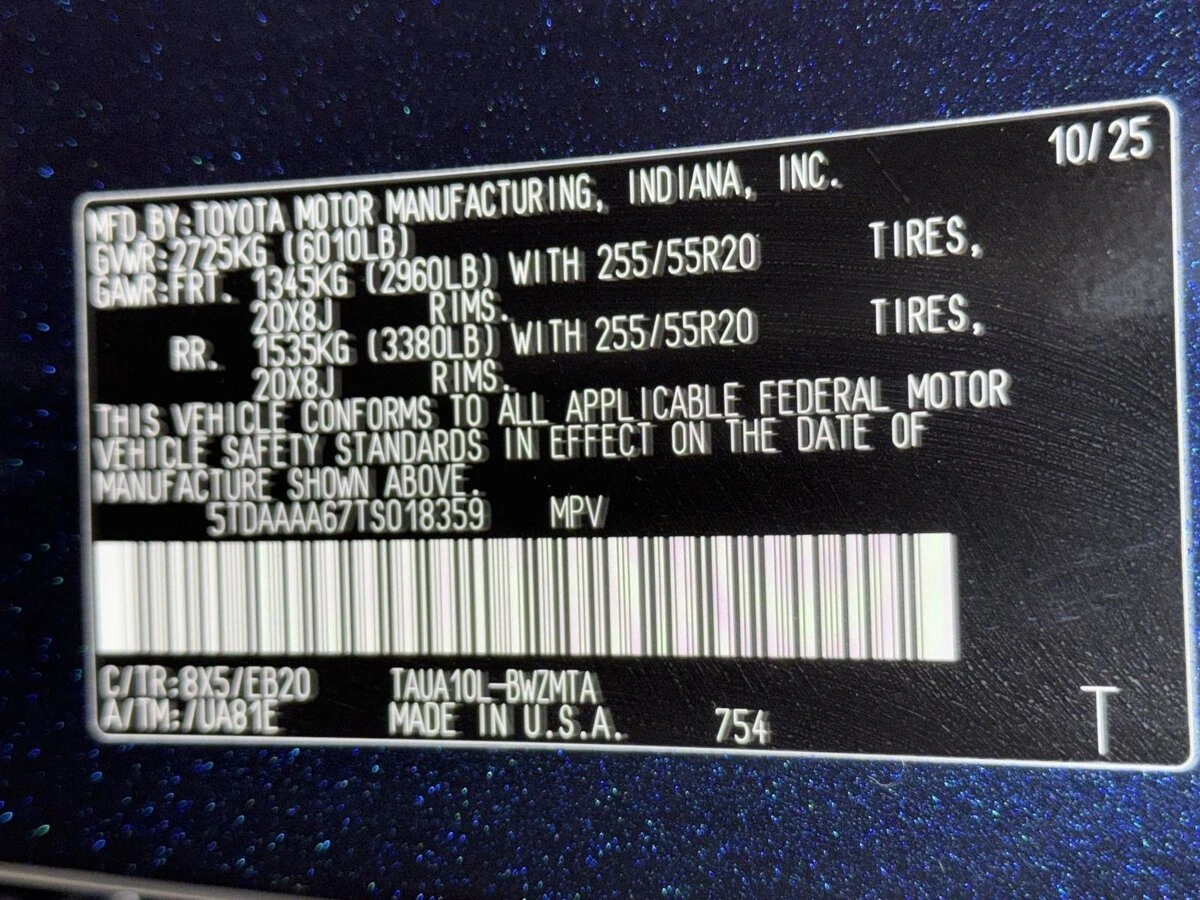 10/25
MFD.BY:TOYOTA MOTOR MANUFACTURING, INDIANA, INC.
GVWR:2725KG (6010LB)
GAWR:FRT. 1345KG (2960LB) WITH 255/55R20 TIRES,
20X8J RIMS.
RR. 1535KG (3380LB) WITH 255/55R20 TIRES,
20X8J RIMS.
THIS VEHICLE CONFORMS TO ALL APPLICABLE FEDERAL MOTOR
VEHICLE SAFETY STANDARDS IN EFFECT ON THE DATE OF
MANUFACTURE SHOWN ABOVE.
5TDAAAA67TS018359 MPV
C/TR:8X5/EB20 TAUA10L-BWZMTA
A/TM:/UA81E MADE IN U.S.A. 754
T